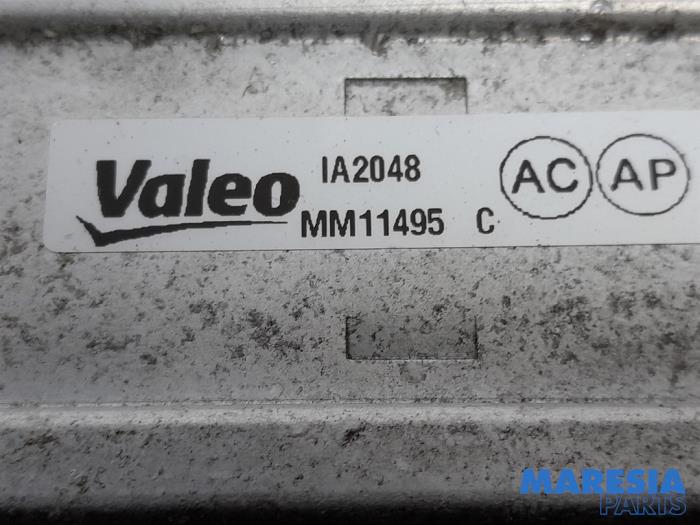 Valeo IA2048 AC AP
MM11495 C
MARESIA
PARTS